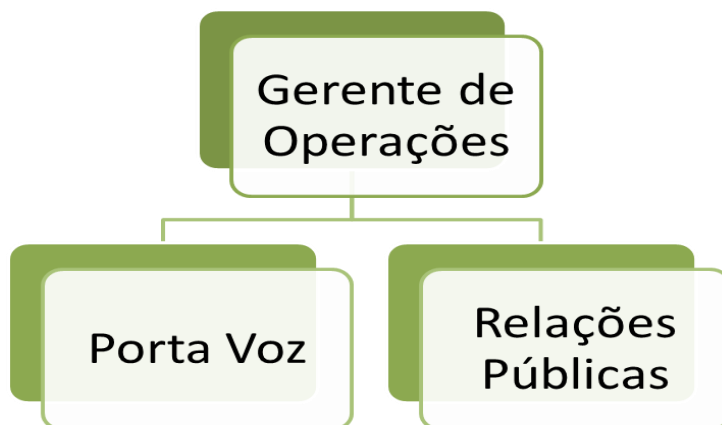 Gerente de
Operações
Porta Voz
Relações
Públicas